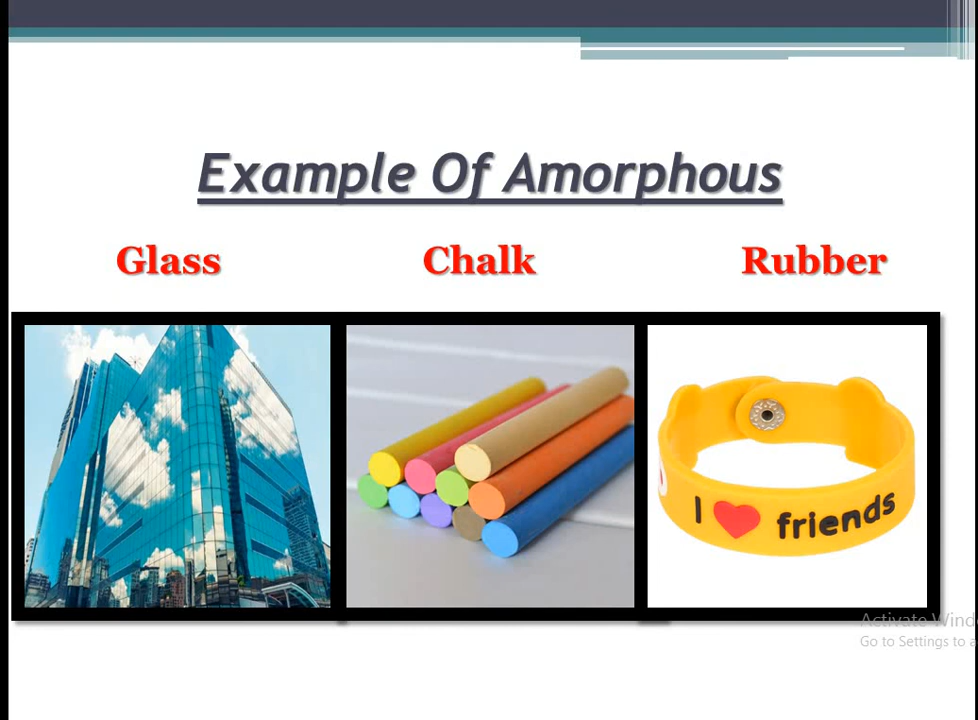 Example Of Amorphous
Glass Chalk Rubber
I friends
Activate Wind
Go to Settings to a